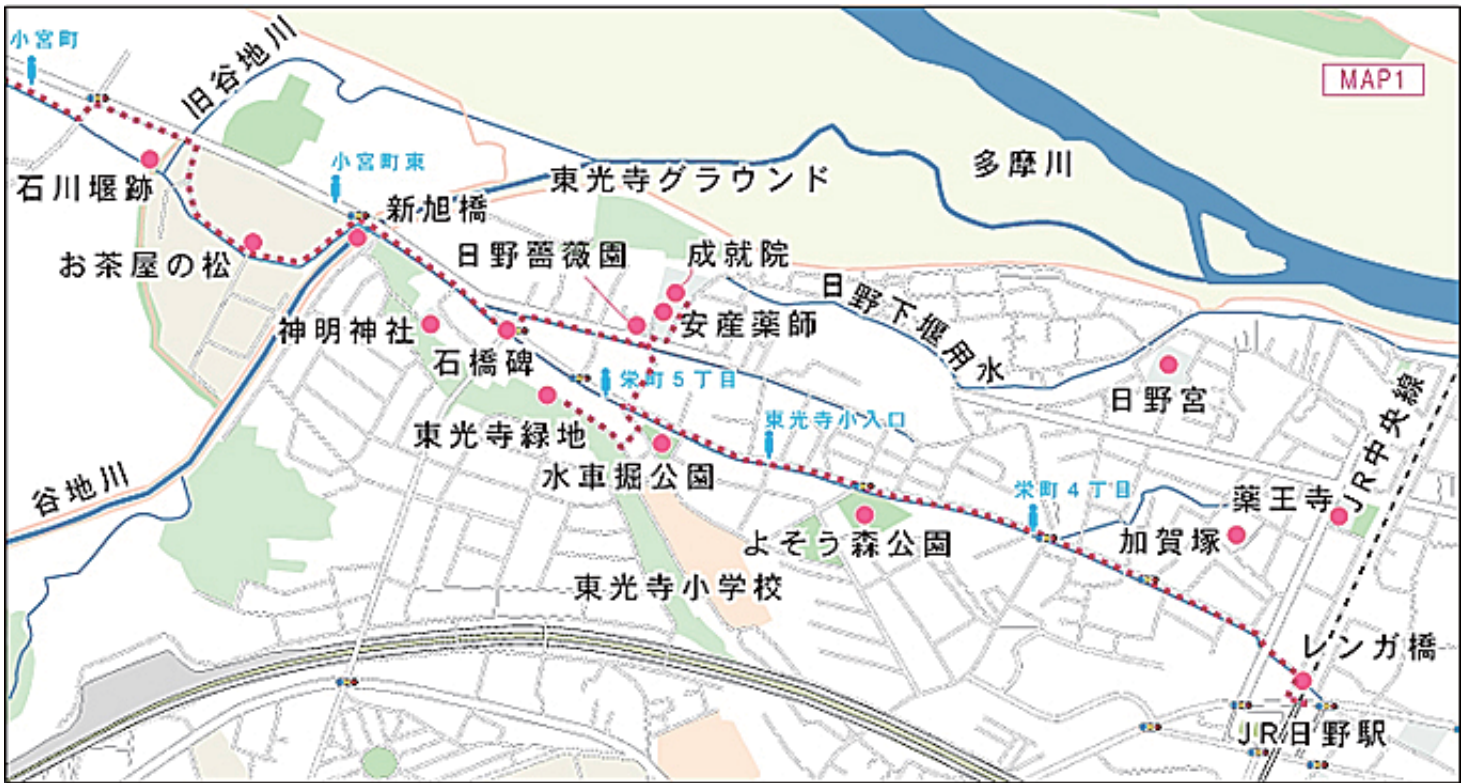 小宮町
旧谷地川
MAP1
小宮町東
多摩川
石川堰跡
東光寺グラウンド
新旭橋
お茶屋の松
日野薔薇園
成就院
日野下堰用水
神明神社
安産薬師
石橋碑
栄町5丁目
日野宮
JR中央線
東光寺緑地
東光寺小入口
水車掘公園
谷地川
栄町4丁目
薬王寺
よそう森公園
加賀塚
東光寺小学校
レンガ橋
JR日野駅